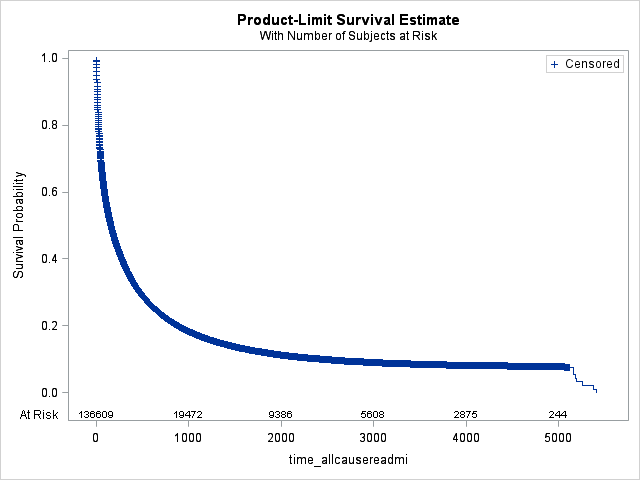 Product-Limit Survival Estimate
With Number of Subjects at Risk
+ Censored
1.0
0.8
0.6
0.4
0.2
0.0
Survival Probability
At Risk 136609 19472 9386 5608 2875 244
0 1000 2000 3000 4000 5000
time_allcausereadmi